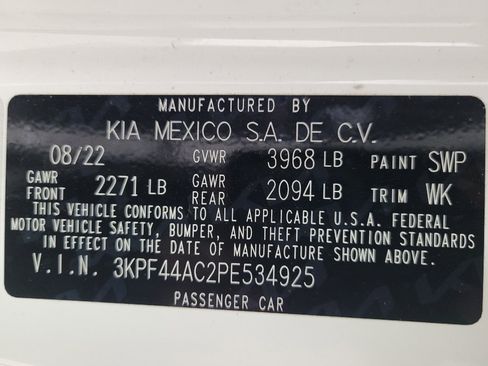 MANUFACTURED BY
KIA MEXICO S.A. DE C.V.
08/22 GVWR 3968 LB PAINT SWP
GAWR FRONT 2271 LB GAWR REAR 2094 LB TRIM WK
THIS VEHICLE CONFORMS TO ALL APPLICABLE U.S.A. FEDERAL
MOTOR VEHICLE SAFETY, BUMPER, AND THEFT PREVENTION STANDARDS
IN EFFECT ON THE DATE OF MANUFACTURE SHOWN ABOVE.
V.I.N. 3KPF44AC2PE534925
PASSENGER CAR